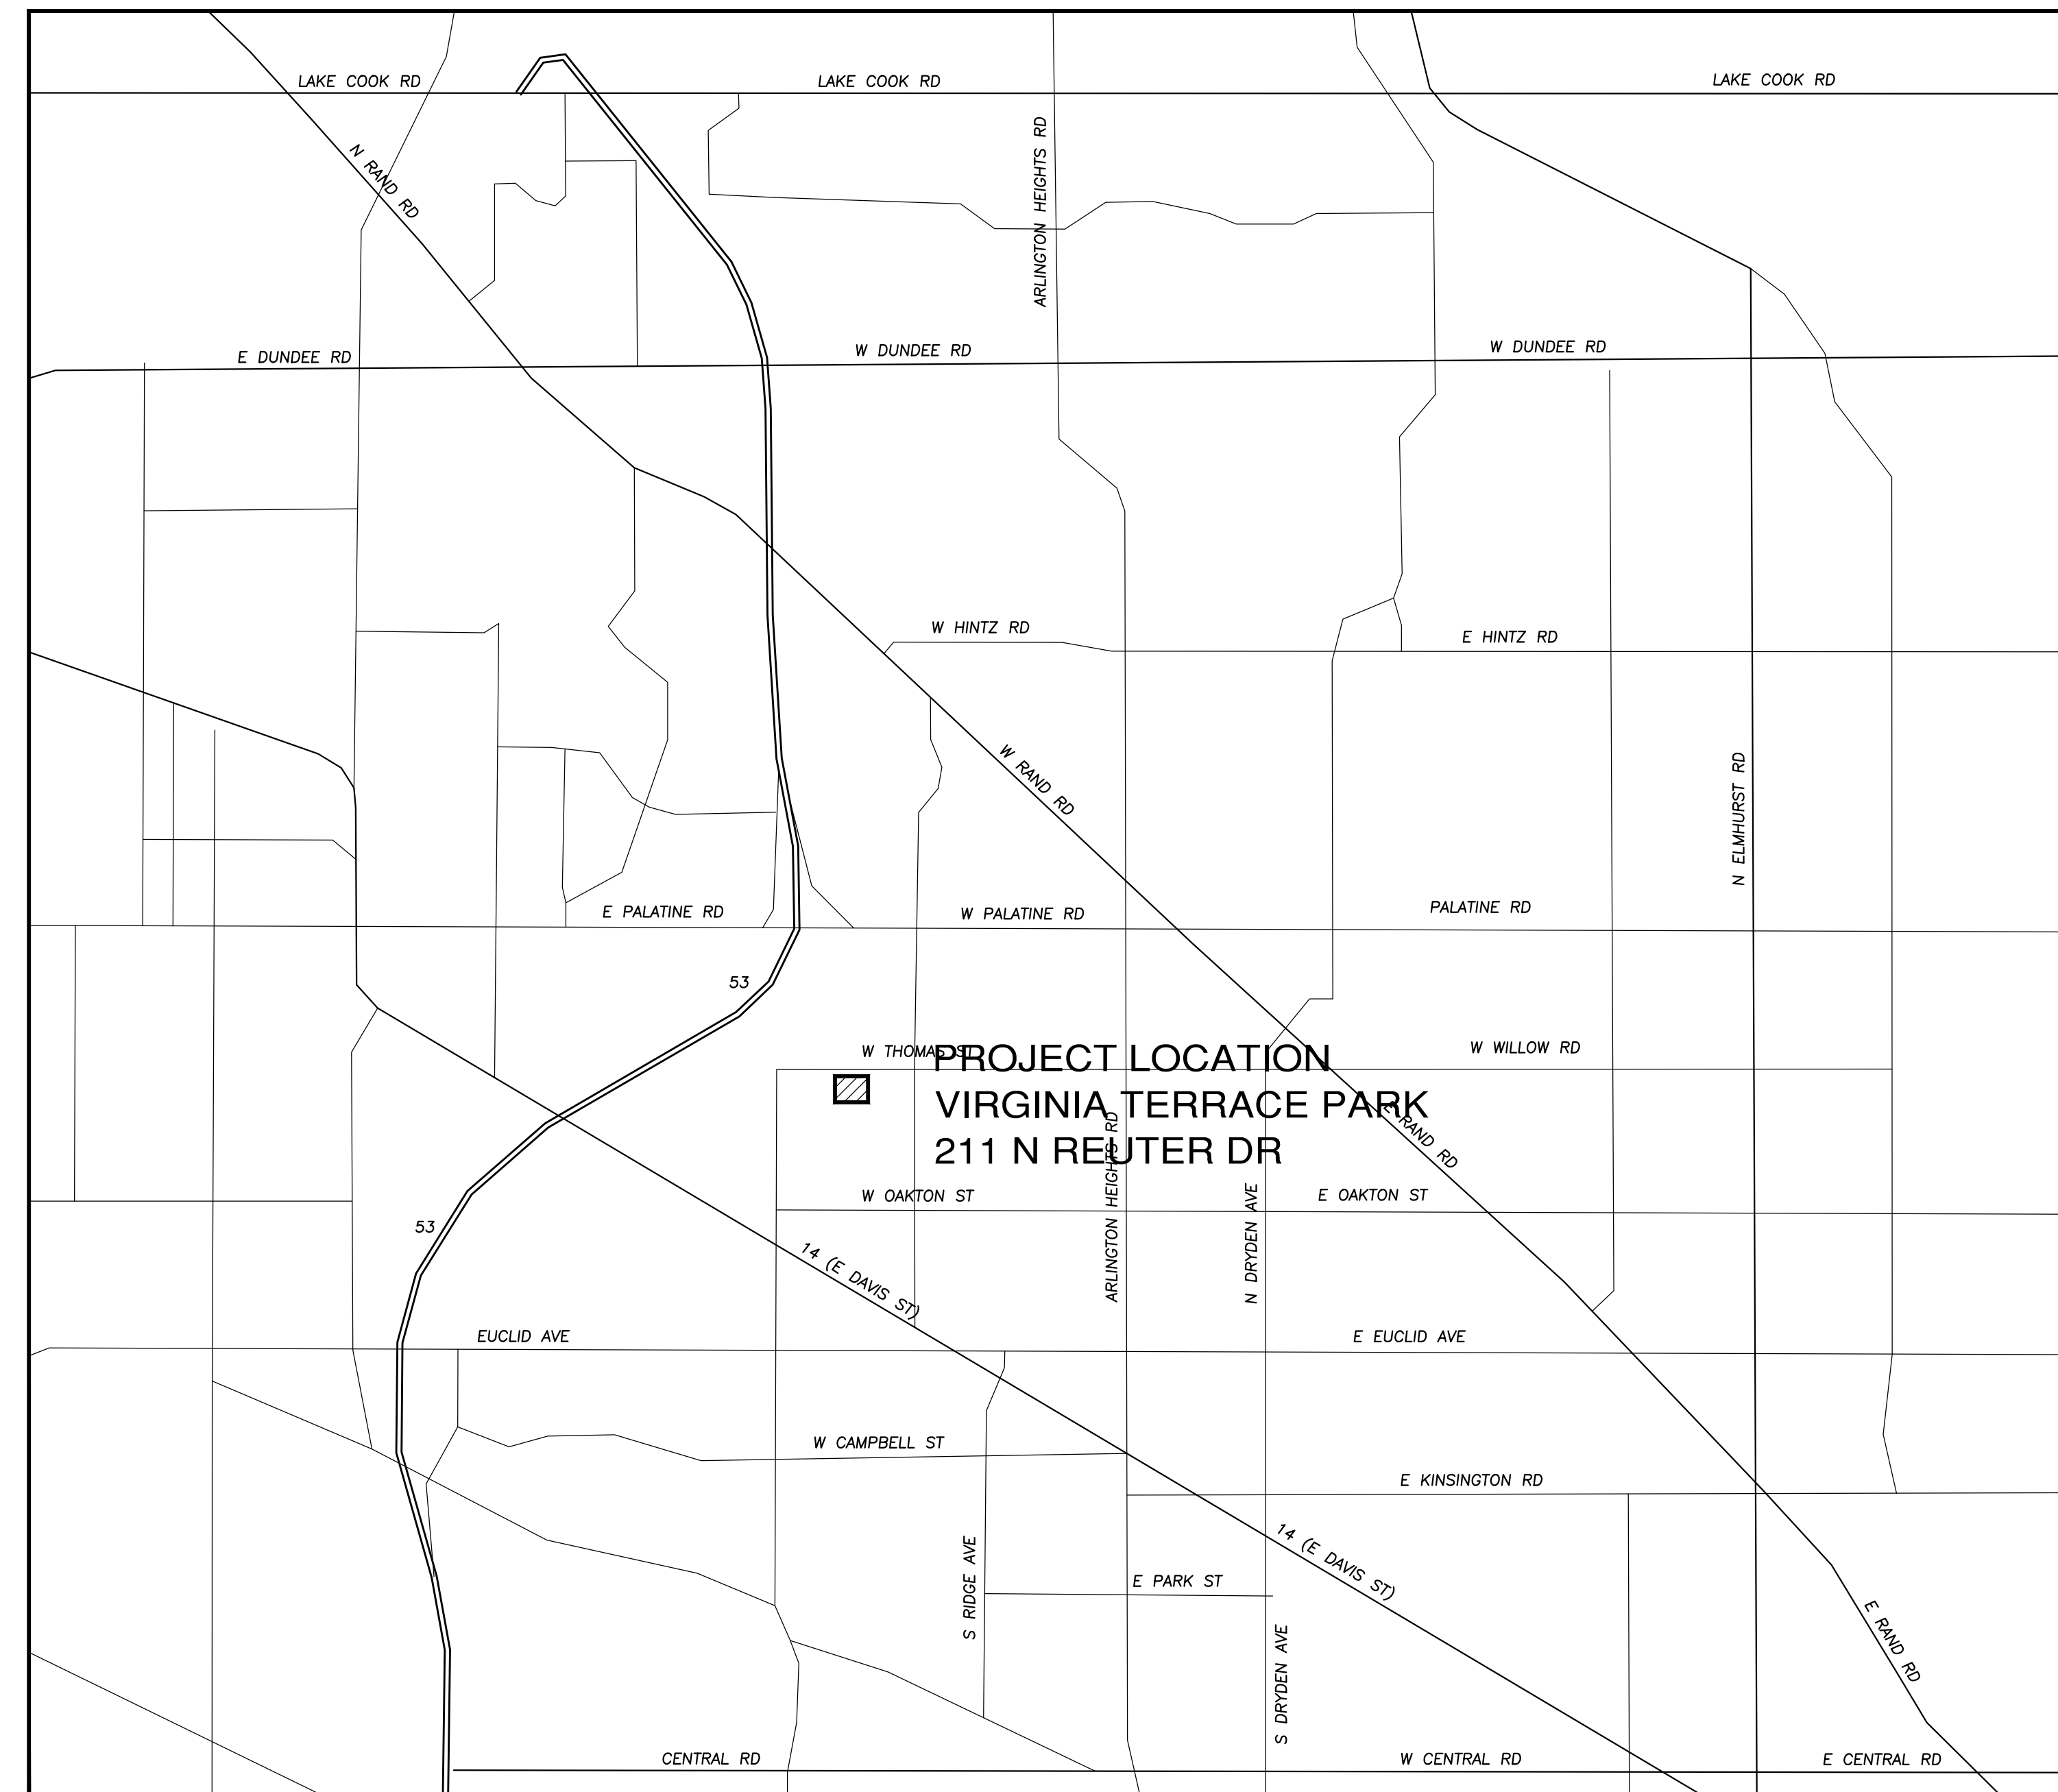 LAKE COOK RD
LAKE COOK RD
LAKE COOK RD
N RAND RD
ARLINGTON HEIGHTS RD
E DUNDEE RD
W DUNDEE RD
W DUNDEE RD
W HINTZ RD
E HINTZ RD
W RAND RD
N ELMHURST RD
E PALATINE RD
W PALATINE RD
PALATINE RD
53
W THOMAS ST
W WILLOW RD
PROJECT LOCATION
VIRGINIA TERRACE PARK
211 N REUTER DR
E RAND RD
ARLINGTON HEIGHTS RD
W OAKTON ST
E OAKTON ST
N DRYDEN AVE
53
14 (E DAVIS ST)
EUCLID AVE
E EUCLID AVE
W CAMPBELL ST
E KINSINGTON RD
14 (E DAVIS ST)
S RIDGE AVE
E PARK ST
S DRYDEN AVE
E RAND RD
CENTRAL RD
W CENTRAL RD
E CENTRAL RD